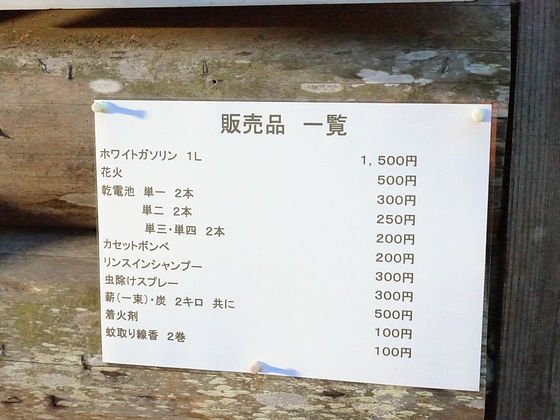 販売品　一覧
ホワイトガソリン　1L　1,500円
花火　500円
乾電池　単一　2本　300円
単二　2本　250円
単三・単四　2本　200円
カセットボンベ　200円
リンスインシャンプー　300円
虫除けスプレー　300円
薪(一束)・炭　2キロ　共に　500円
着火剤　100円
蚊取り線香　2巻　100円